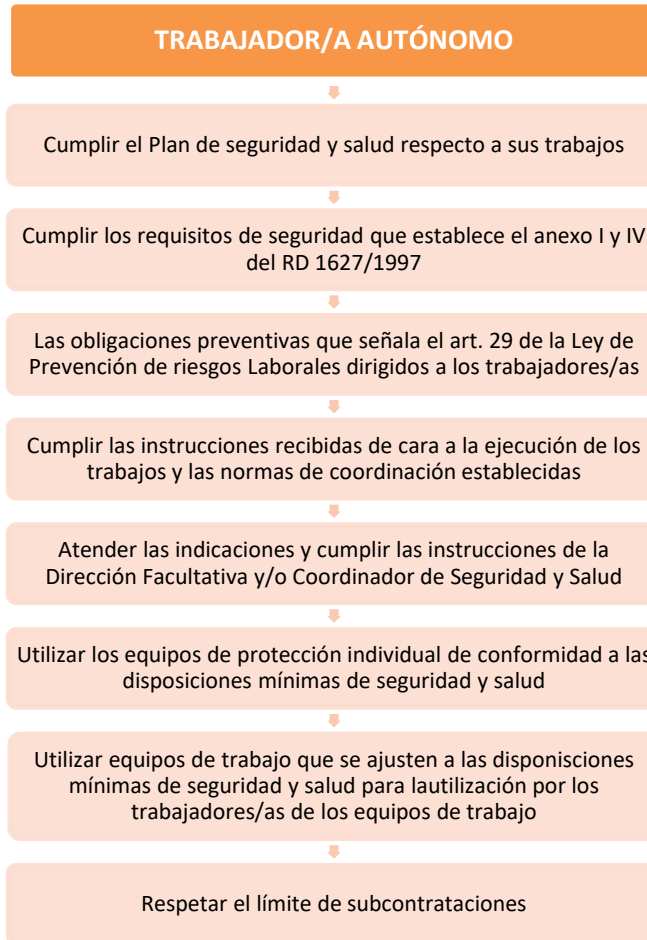 TRABAJADOR/A AUTÓNOMO
Cumplir el Plan de seguridad y salud respecto a sus trabajos
Cumplir los requisitos de seguridad que establece el anexo I y IV
del RD 1627/1997
Las obligaciones preventivas que señala el art. 29 de la Ley de
Prevención de riesgos Laborales dirigidos a los trabajadores/as
Cumplir las instrucciones recibidas de cara a la ejecución de los
trabajos y las normas de coordinación establecidas
Atender las indicaciones y cumplir las instrucciones de la
Dirección Facultativa y/o Coordinador de Seguridad y Salud
Utilizar los equipos de protección individual de conformidad a las
disposiciones mínimas de seguridad y salud
Utilizar equipos de trabajo que se ajusten a las disponisciones
mínimas de seguridad y salud para lautilización por los
trabajadores/as de los equipos de trabajo
Respetar el límite de subcontrataciones